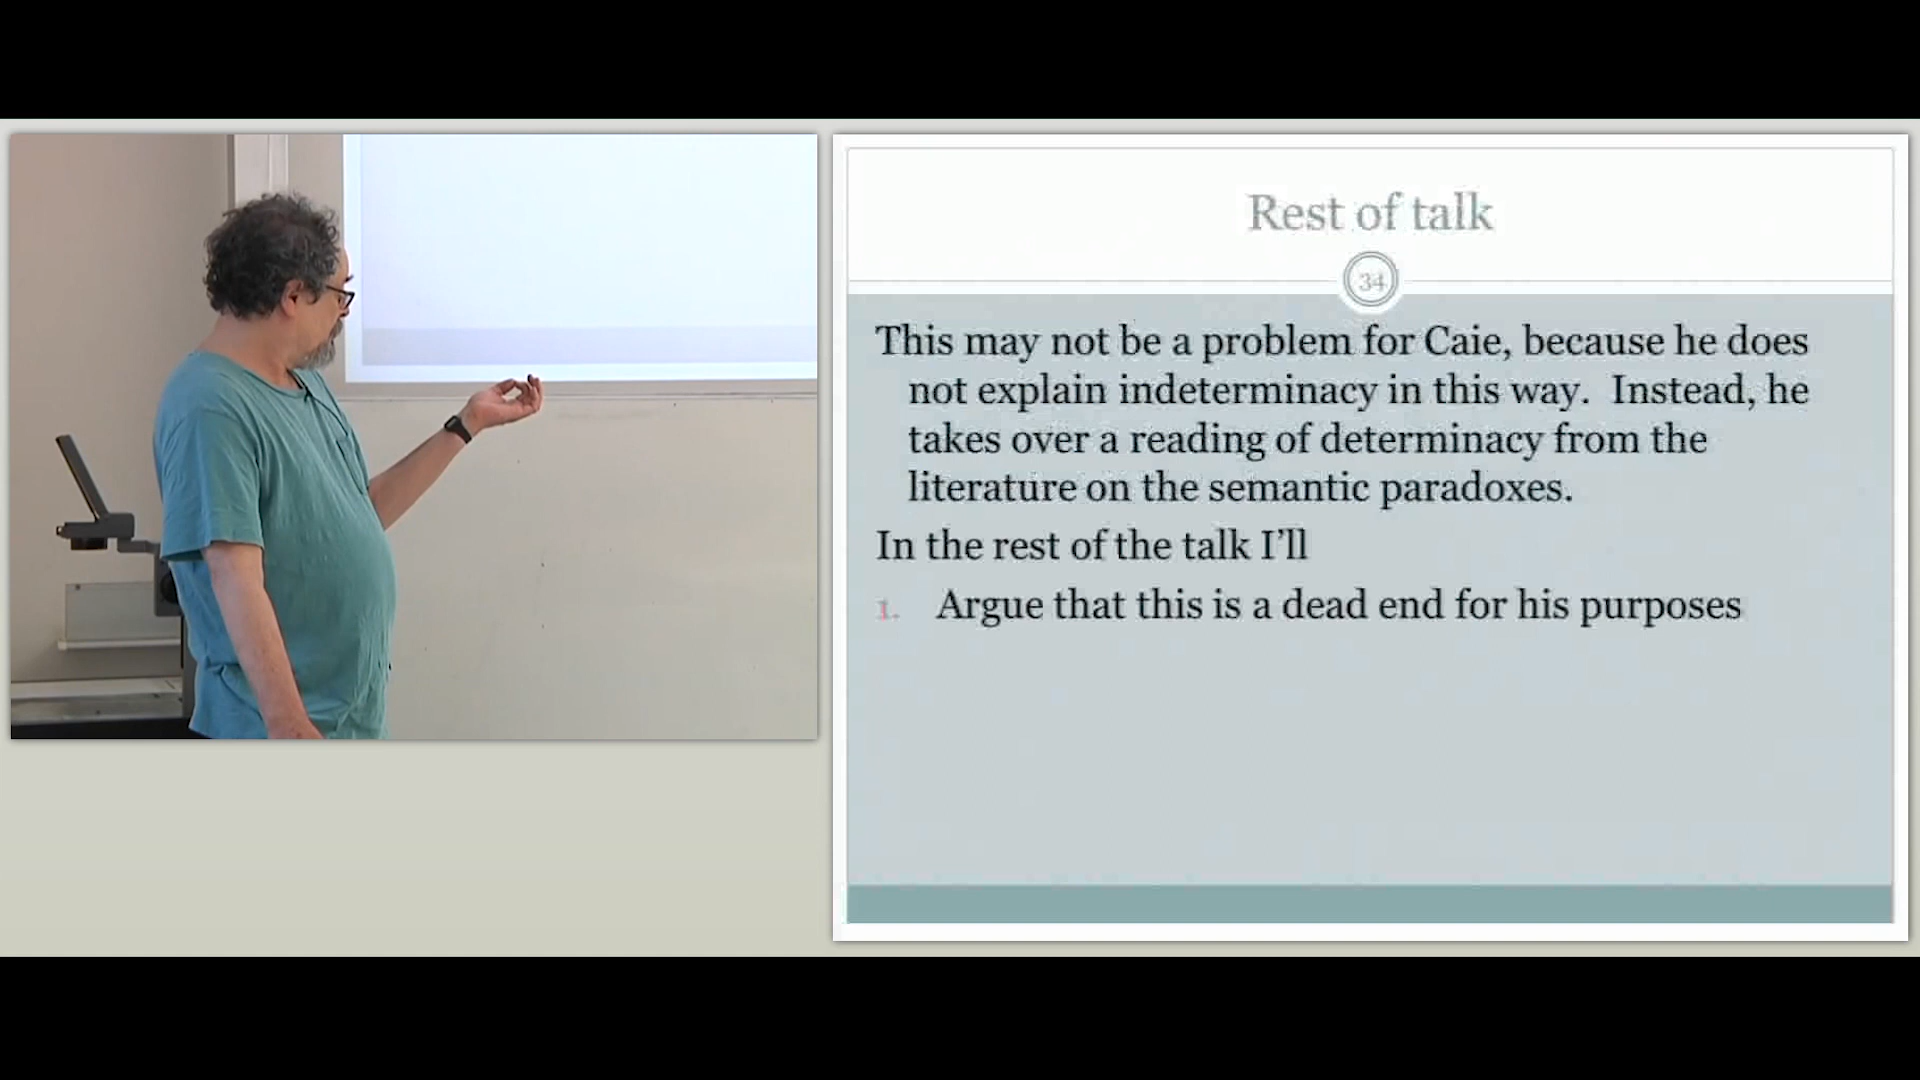 Rest of talk
34
This may not be a problem for Caie, because he does
not explain indeterminacy in this way. Instead, he
takes over a reading of determinacy from the
literature on the semantic paradoxes.
In the rest of the talk I’ll
1. Argue that this is a dead end for his purposes